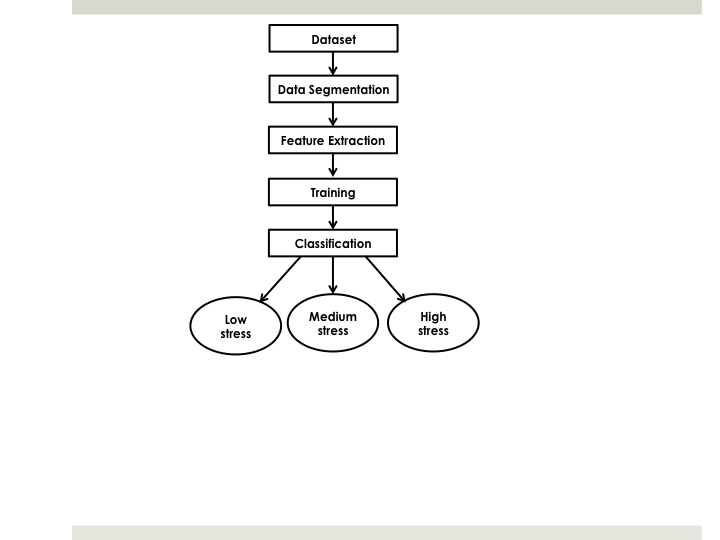 Dataset
Data Segmentation
Feature Extraction
Training
Classification
Low
stress
Medium
stress
High
stress